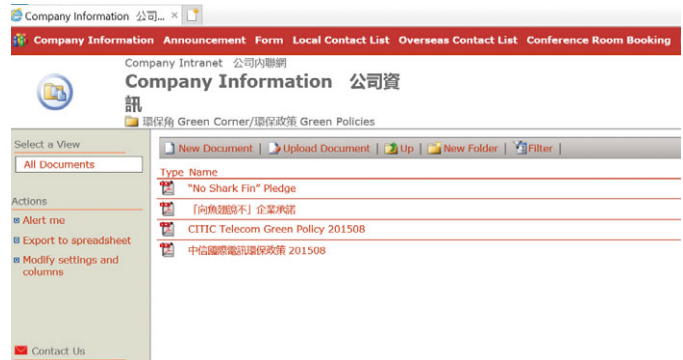 Company Information 公司... ×
Company Information Announcement Form Local Contact List Overseas Contact List Conference Room Booking
Company Intranet 公司內聯網
Company Information 公司資
訊
環保角 Green Corner/環保政策 Green Policies
Select a View
All Documents
New Document | Upload Document | Up | New Folder | Filter |
Type Name
"No Shark Fin" Pledge
「向魚翅說不」企業承諾
CITIC Telecom Green Policy 201508
中信國際電訊環保政策 201508
Actions
Alert me
Export to spreadsheet
Modify settings and
columns
Contact Us